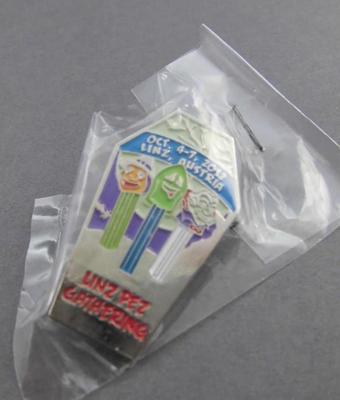 OCT. 4-7, 2012
LINZ, AUSTRIA
LINZ PEZ
GATHERING